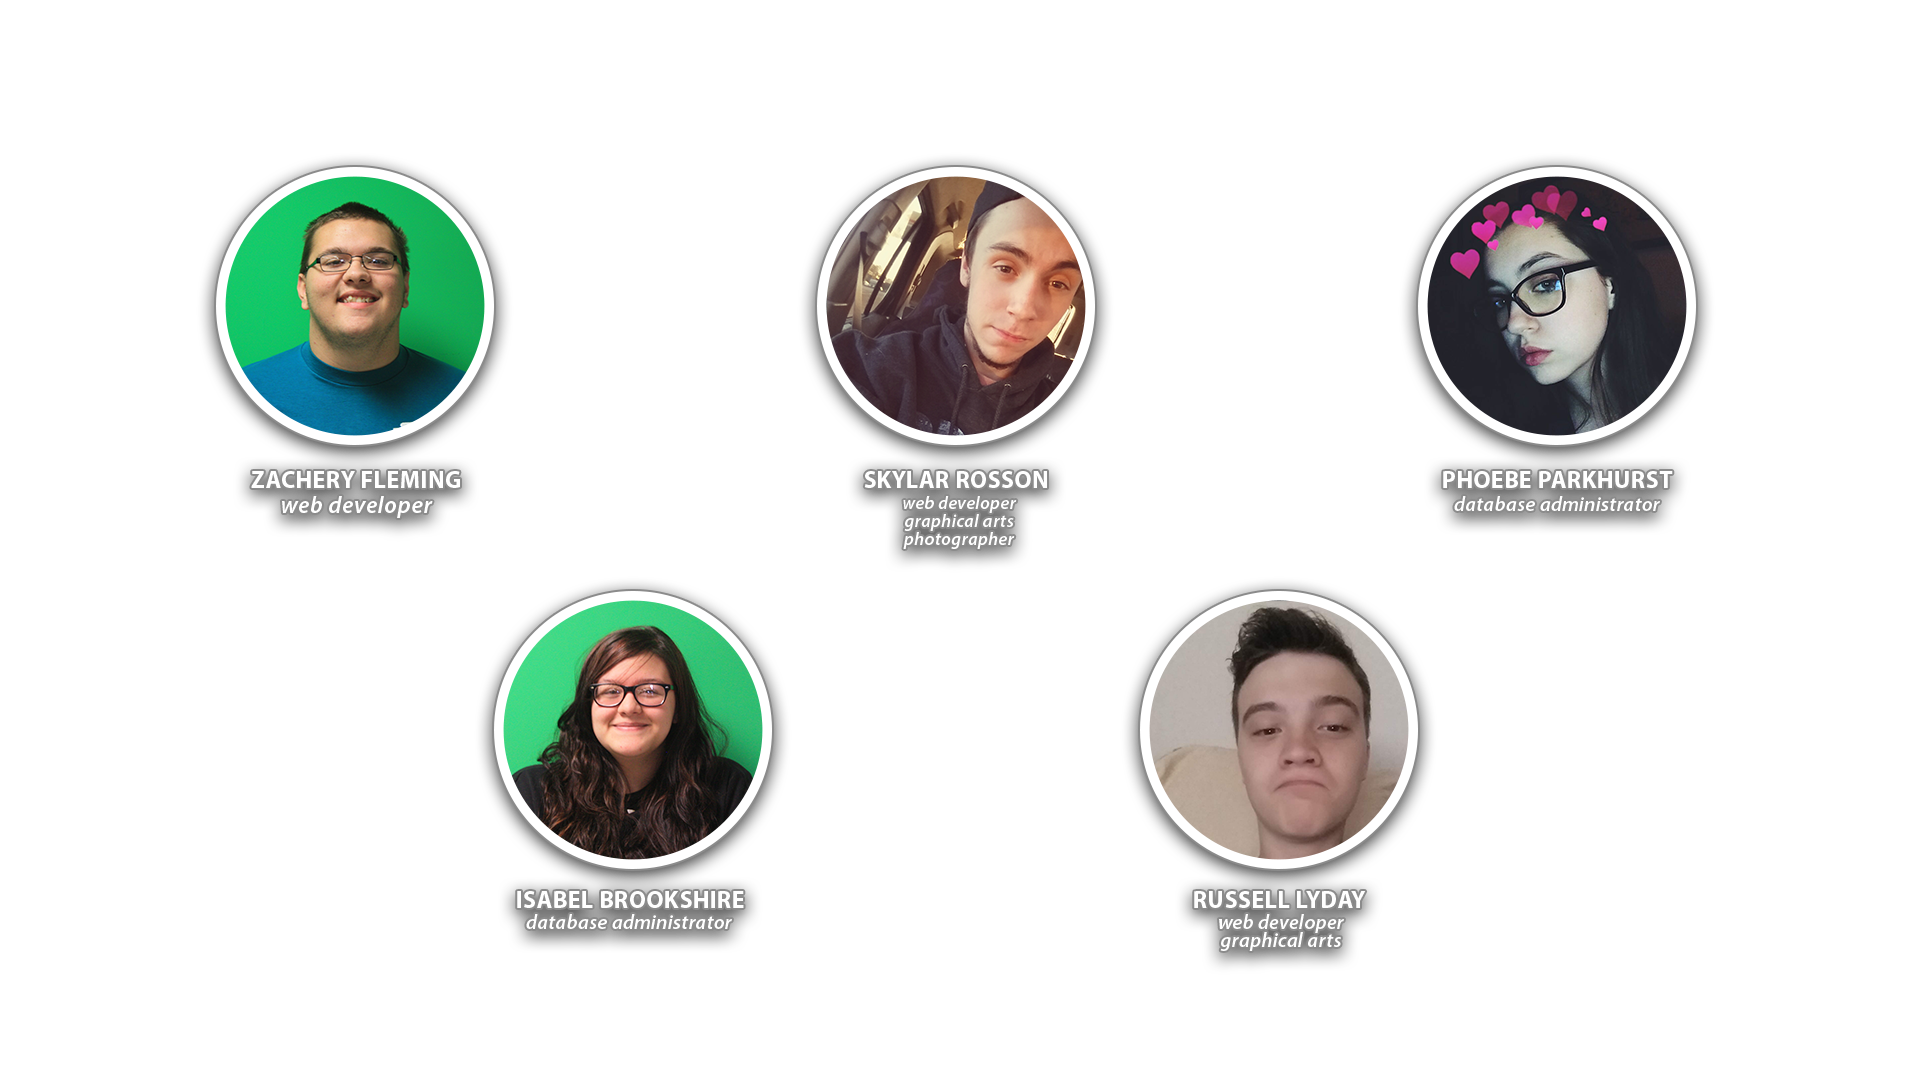 ZACHERY FLEMING
web developer
SKYLAR ROSSON
web developer
graphical arts
photographer
PHOEBE PARKHURST
database administrator
ISABEL BROOKSHIRE
database administrator
RUSSELL LYDAY
web developer
graphical arts